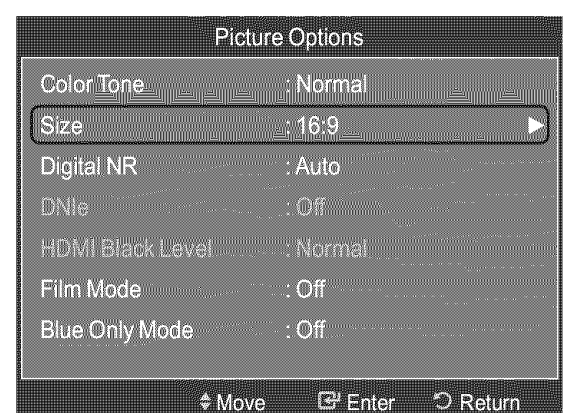 Picture Options
Color Tone : Normal
Size : 16:9
Digital NR : Auto
DNIe : Off
HDMI Black Level : Normal
Film Mode : Off
Blue Only Mode : Off
Move Enter Return